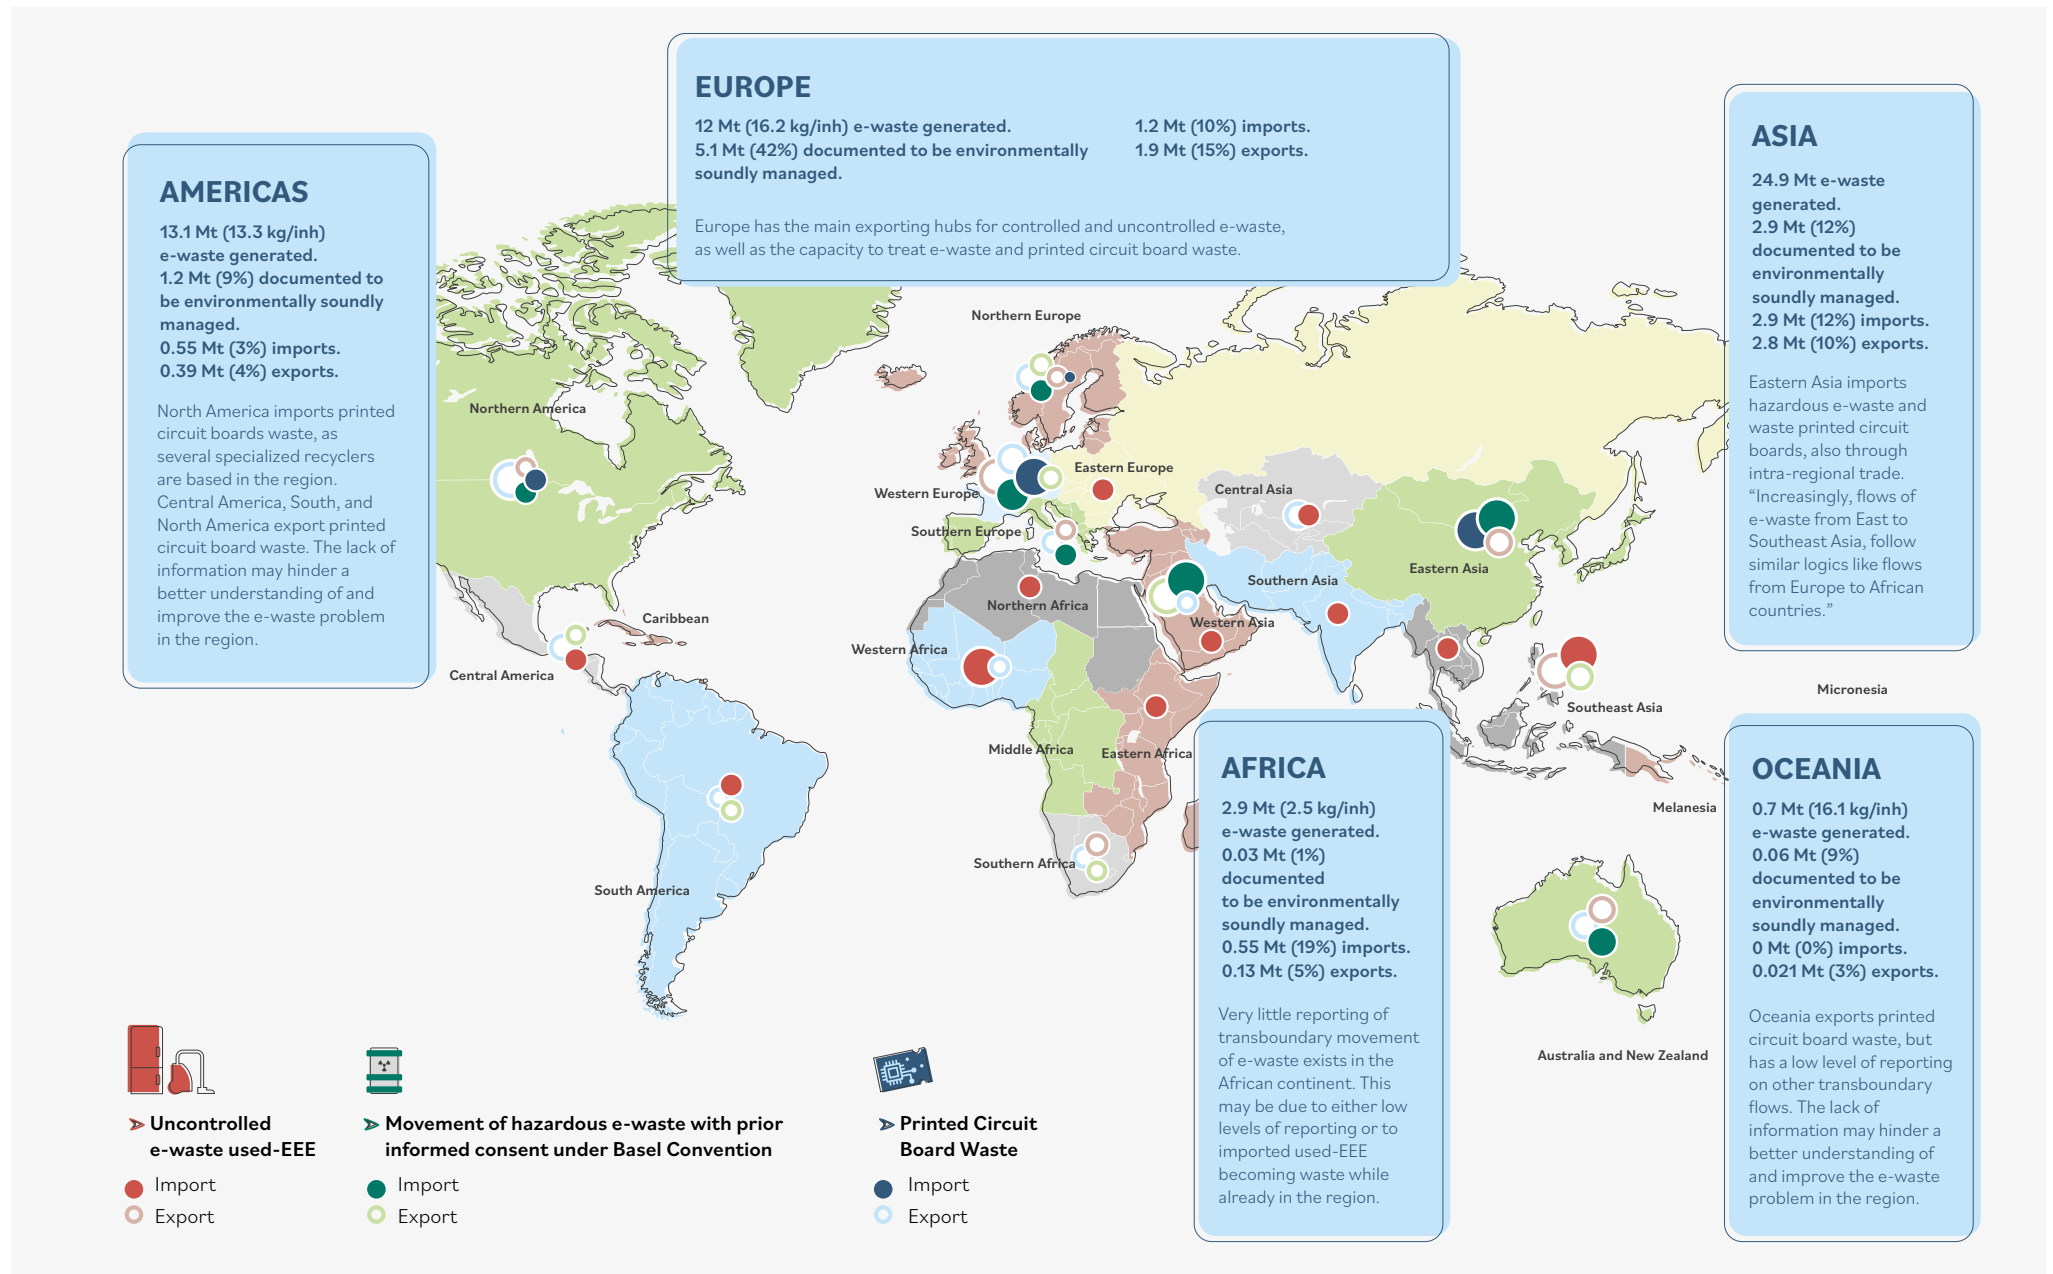 EUROPE
12 Mt (16.2 kg/inh) e-waste generated.
5.1 Mt (42%) documented to be environmentally
soundly managed.
1.2 Mt (10%) imports.
1.9 Mt (15%) exports.
Europe has the main exporting hubs for controlled and uncontrolled e-waste,
as well as the capacity to treat e-waste and printed circuit board waste.
AMERICAS
13.1 Mt (13.3 kg/inh)
e-waste generated.
1.2 Mt (9%) documented to
be environmentally soundly
managed.
0.55 Mt (3%) imports.
0.39 Mt (4%) exports.
North America imports printed
circuit boards waste, as
several specialized recyclers
are based in the region.
Central America, South, and
North America export printed
circuit board waste. The lack of
information may hinder a
better understanding of and
improve the e-waste problem
in the region.
ASIA
24.9 Mt e-waste
generated.
2.9 Mt (12%)
documented to be
environmentally
soundly managed.
2.9 Mt (12%) imports.
2.8 Mt (10%) exports.
Eastern Asia imports
hazardous e-waste and
waste printed circuit
boards, also through
intra-regional trade.
“Increasingly, flows of
e-waste from East to
Southeast Asia, follow
similar logics like flows
from Europe to African
countries.”
Northern Europe
Northern America
Eastern Europe
Western Europe
Central Asia
Southern Europe
Eastern Asia
Southern Asia
Northern Africa
Caribbean
Western Asia
Western Africa
Central America
Micronesia
Southeast Asia
Middle Africa
Eastern Africa
Melanesia
Southern Africa
South America
Australia and New Zealand
AFRICA
2.9 Mt (2.5 kg/inh)
e-waste generated.
0.03 Mt (1%)
documented
to be environmentally
soundly managed.
0.55 Mt (19%) imports.
0.13 Mt (5%) exports.
Very little reporting of
transboundary movement
of e-waste exists in the
African continent. This
may be due to either low
levels of reporting or to
imported used-EEE
becoming waste while
already in the region.
OCEANIA
0.7 Mt (16.1 kg/inh)
e-waste generated.
0.06 Mt (9%)
documented to be
environmentally
soundly managed.
0 Mt (0%) imports.
0.021 Mt (3%) exports.
Oceania exports printed
circuit board waste, but
has a low level of reporting
on other transboundary
flows. The lack of
information may hinder a
better understanding of
and improve the e-waste
problem in the region.
Uncontrolled
e-waste used-EEE
Import
Export
Movement of hazardous e-waste with prior
informed consent under Basel Convention
Import
Export
Printed Circuit
Board Waste
Import
Export